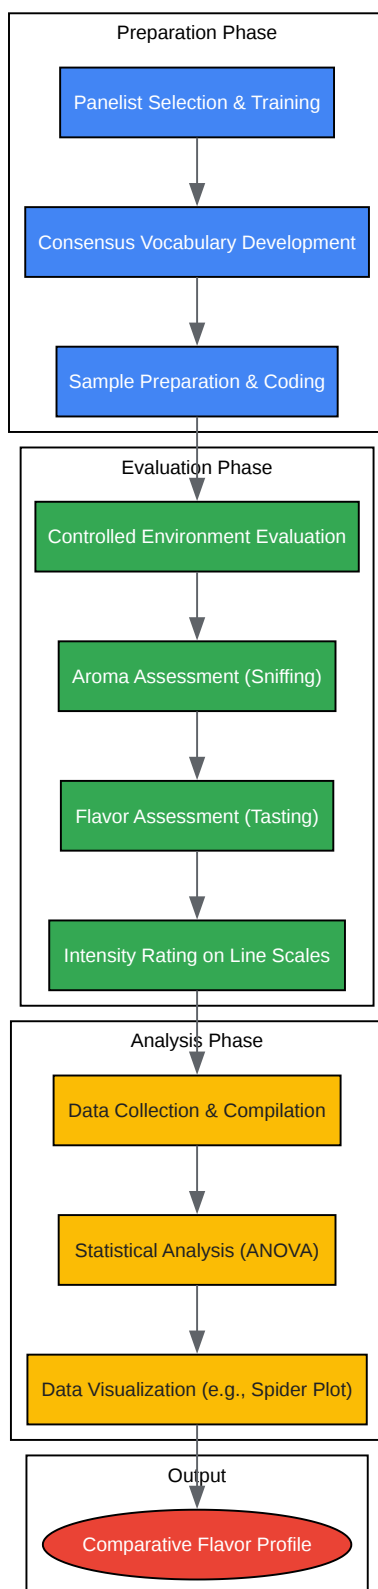 Preparation Phase
Panelist Selection & Training
Consensus Vocabulary Development
Sample Preparation & Coding
Evaluation Phase
Controlled Environment Evaluation
Aroma Assessment (Sniffing)
Flavor Assessment (Tasting)
Intensity Rating on Line Scales
Analysis Phase
Data Collection & Compilation
Statistical Analysis (ANOVA)
Data Visualization (e.g., Spider Plot)
Output
Comparative Flavor Profile